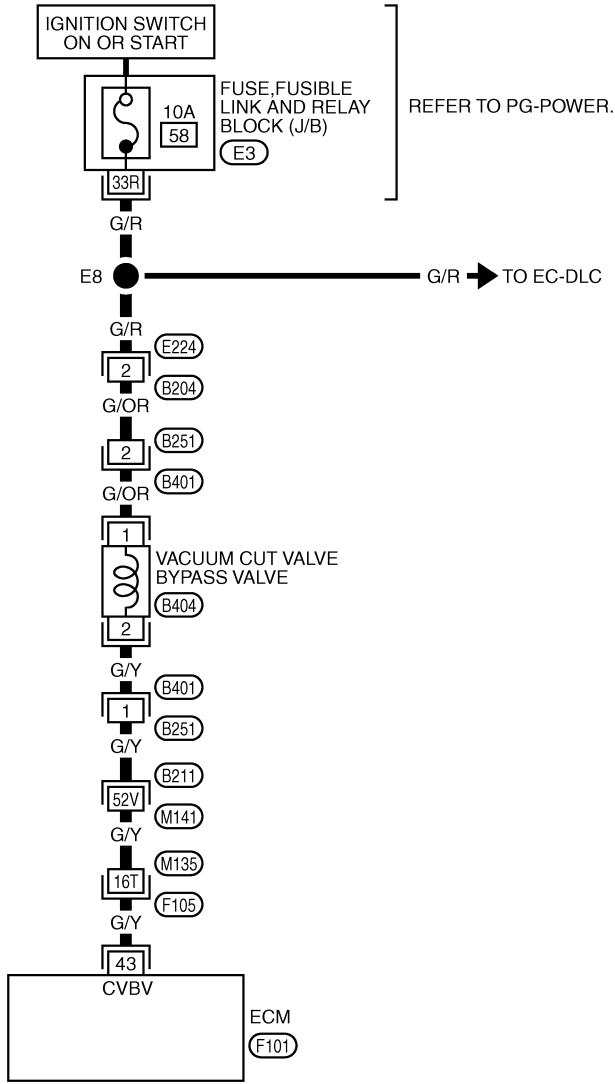 IGNITION SWITCH
ON OR START
FUSE,FUSIBLE
LINK AND RELAY
BLOCK (J/B)
10A
58
E3
REFER TO PG-POWER.
33R
G/R
E8
G/R
TO EC-DLC
G/R
E224
2
B204
G/OR
B251
2
B401
G/OR
1
VACUUM CUT VALVE
BYPASS VALVE
B404
2
G/Y
B401
1
B251
G/Y
B211
52V
M141
G/Y
M135
16T
F105
G/Y
43
CVBV
ECM
F101